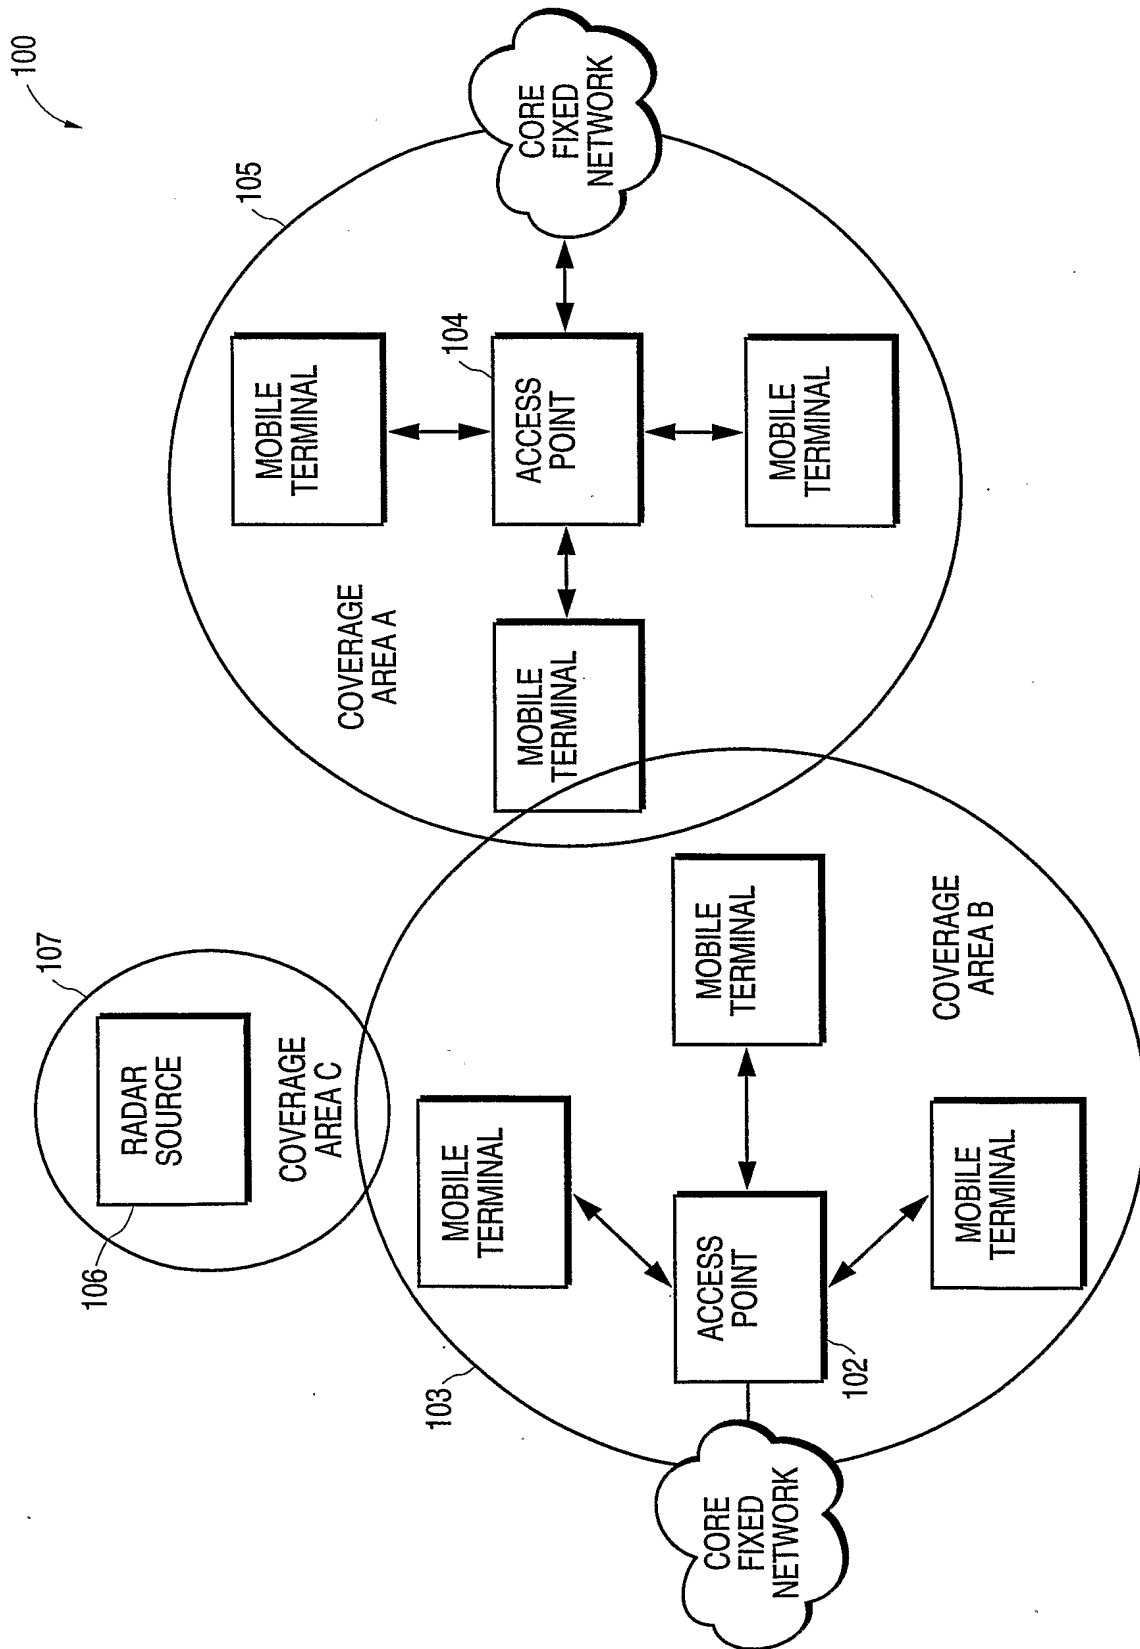 100
107
RADAR
SOURCE
106
COVERAGE
AREA C
105
MOBILE
TERMINAL
COVERAGE
AREA A
104
ACCESS
POINT
MOBILE
TERMINAL
MOBILE
TERMINAL
CORE
FIXED
NETWORK
103
MOBILE
TERMINAL
MOBILE
TERMINAL
ACCESS
POINT
102
MOBILE
TERMINAL
COVERAGE
AREA B
CORE
FIXED
NETWORK